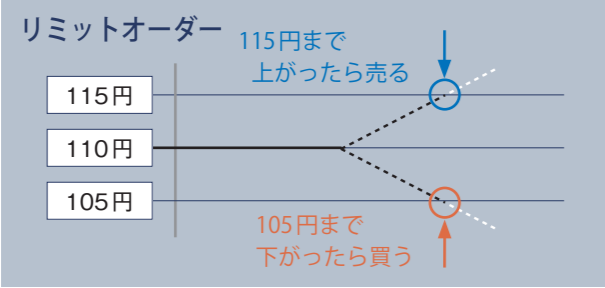 リミットオーダー
115円まで
上がったら売る
115円
110円
105円
105円まで
下がったら買う